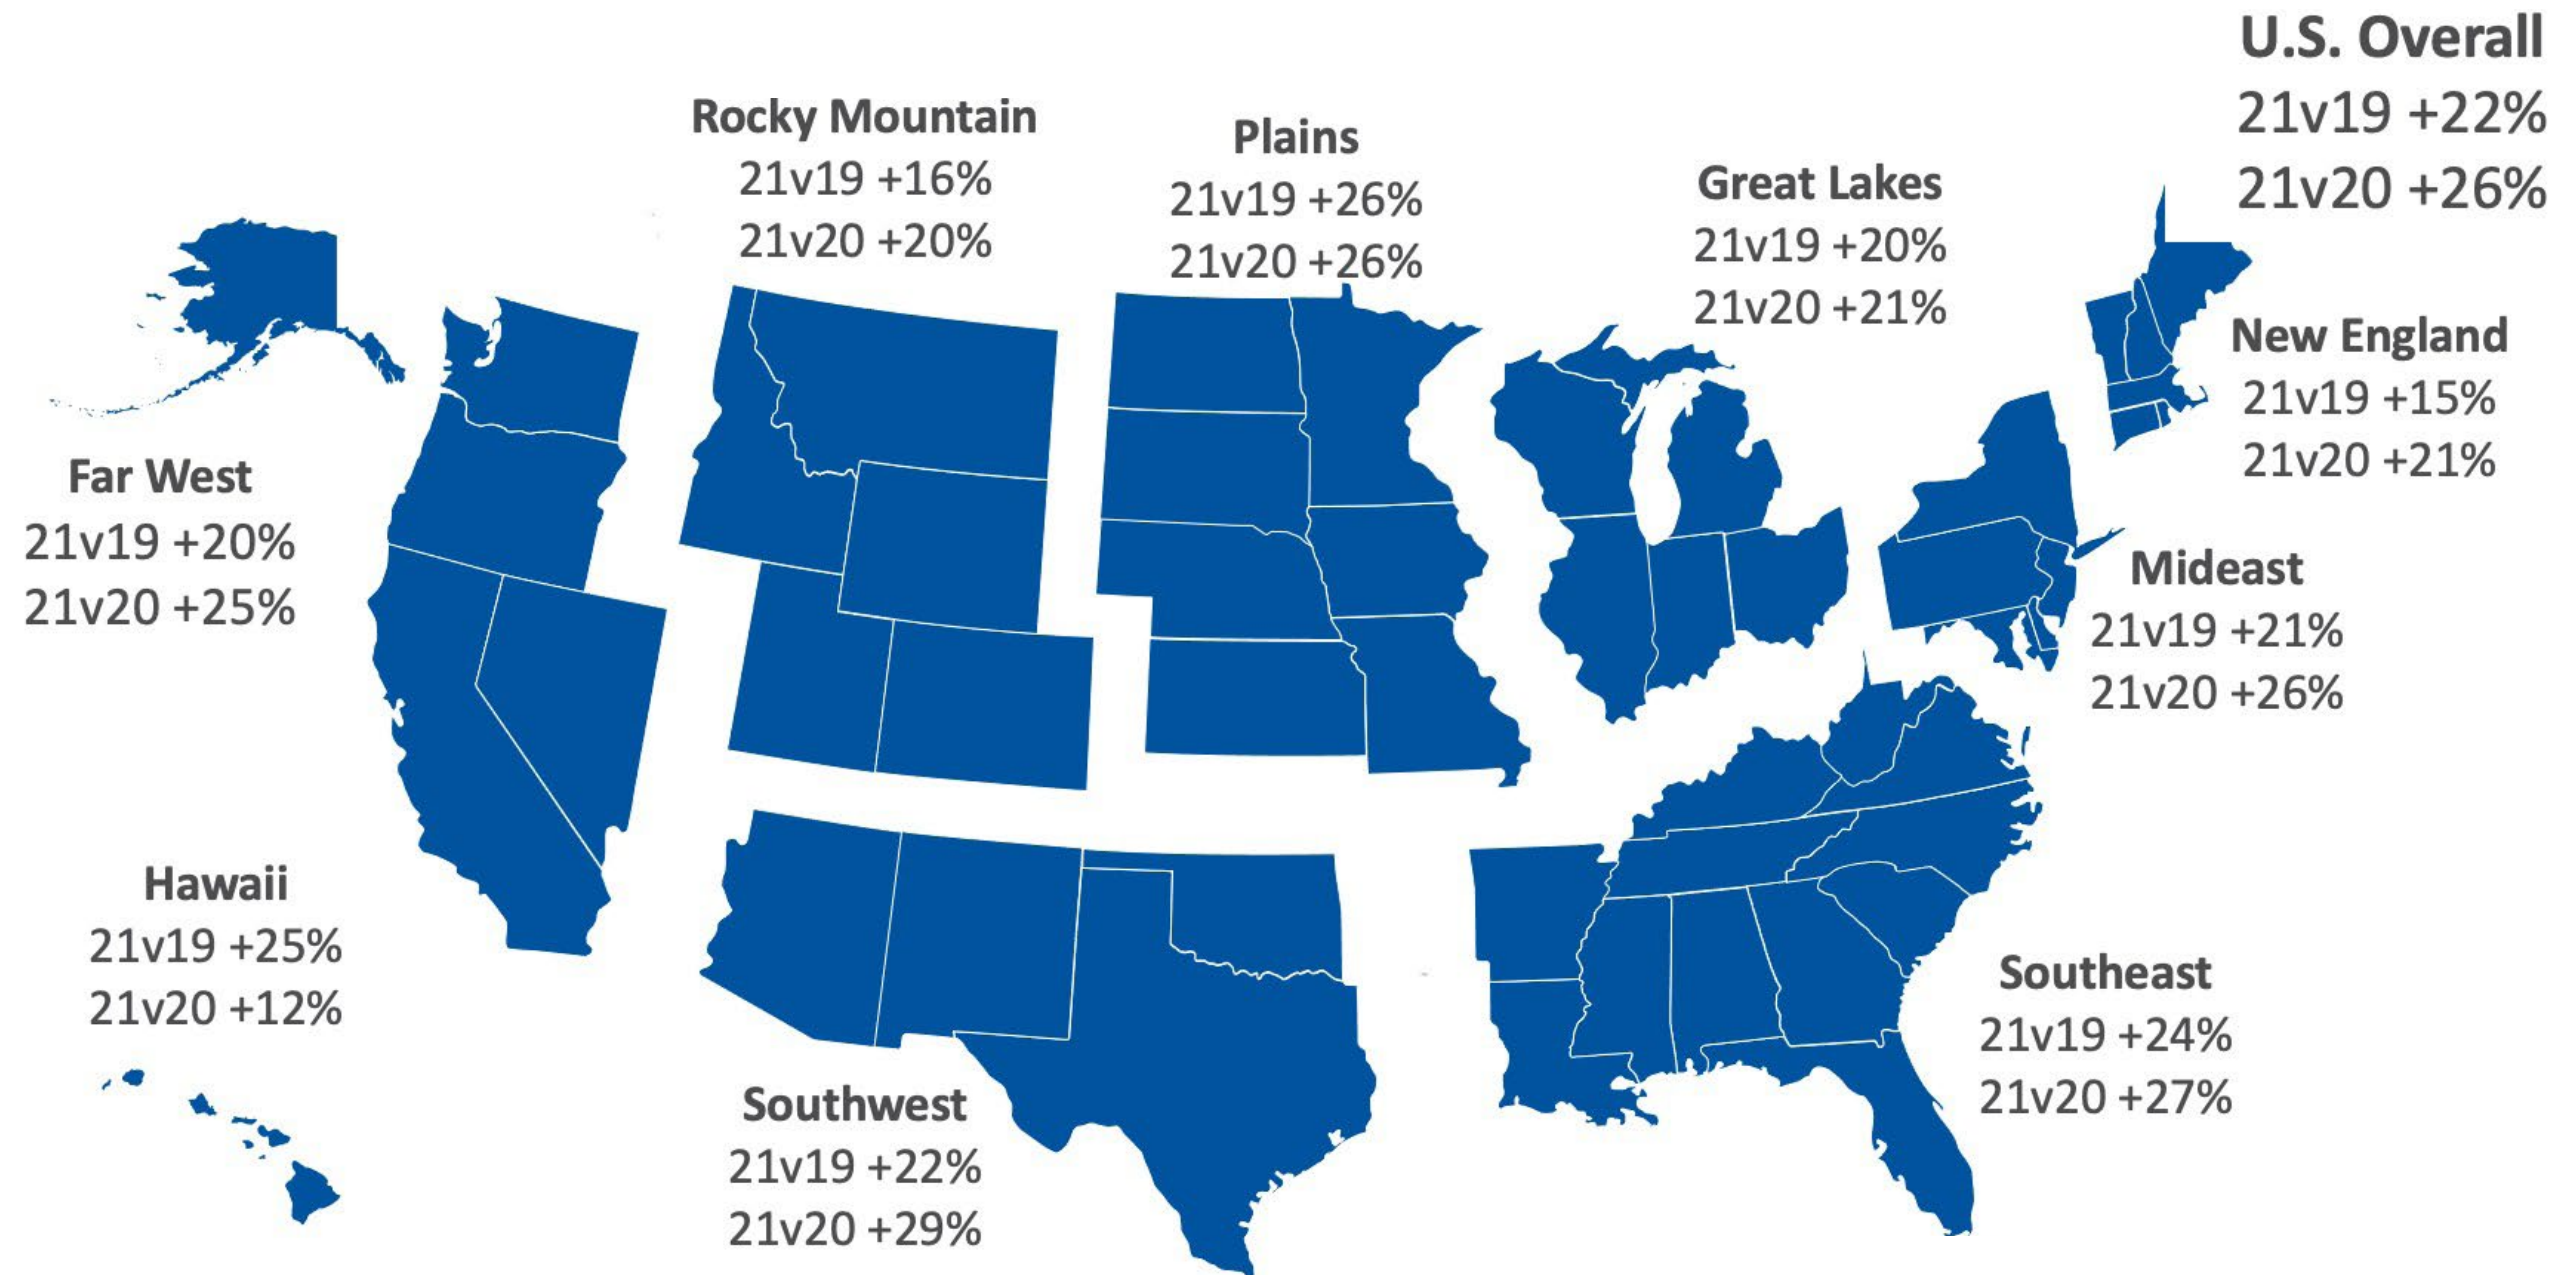 U.S. Overall
21v19 +22%
21v20 +26%
Rocky Mountain
21v19 +16%
21v20 +20%
Plains
21v19 +26%
21v20 +26%
Great Lakes
21v19 +20%
21v20 +21%
New England
21v19 +15%
21v20 +21%
Far West
21v19 +20%
21v20 +25%
Mideast
21v19 +21%
21v20 +26%
Hawaii
21v19 +25%
21v20 +12%
Southeast
21v19 +24%
21v20 +27%
Southwest
21v19 +22%
21v20 +29%